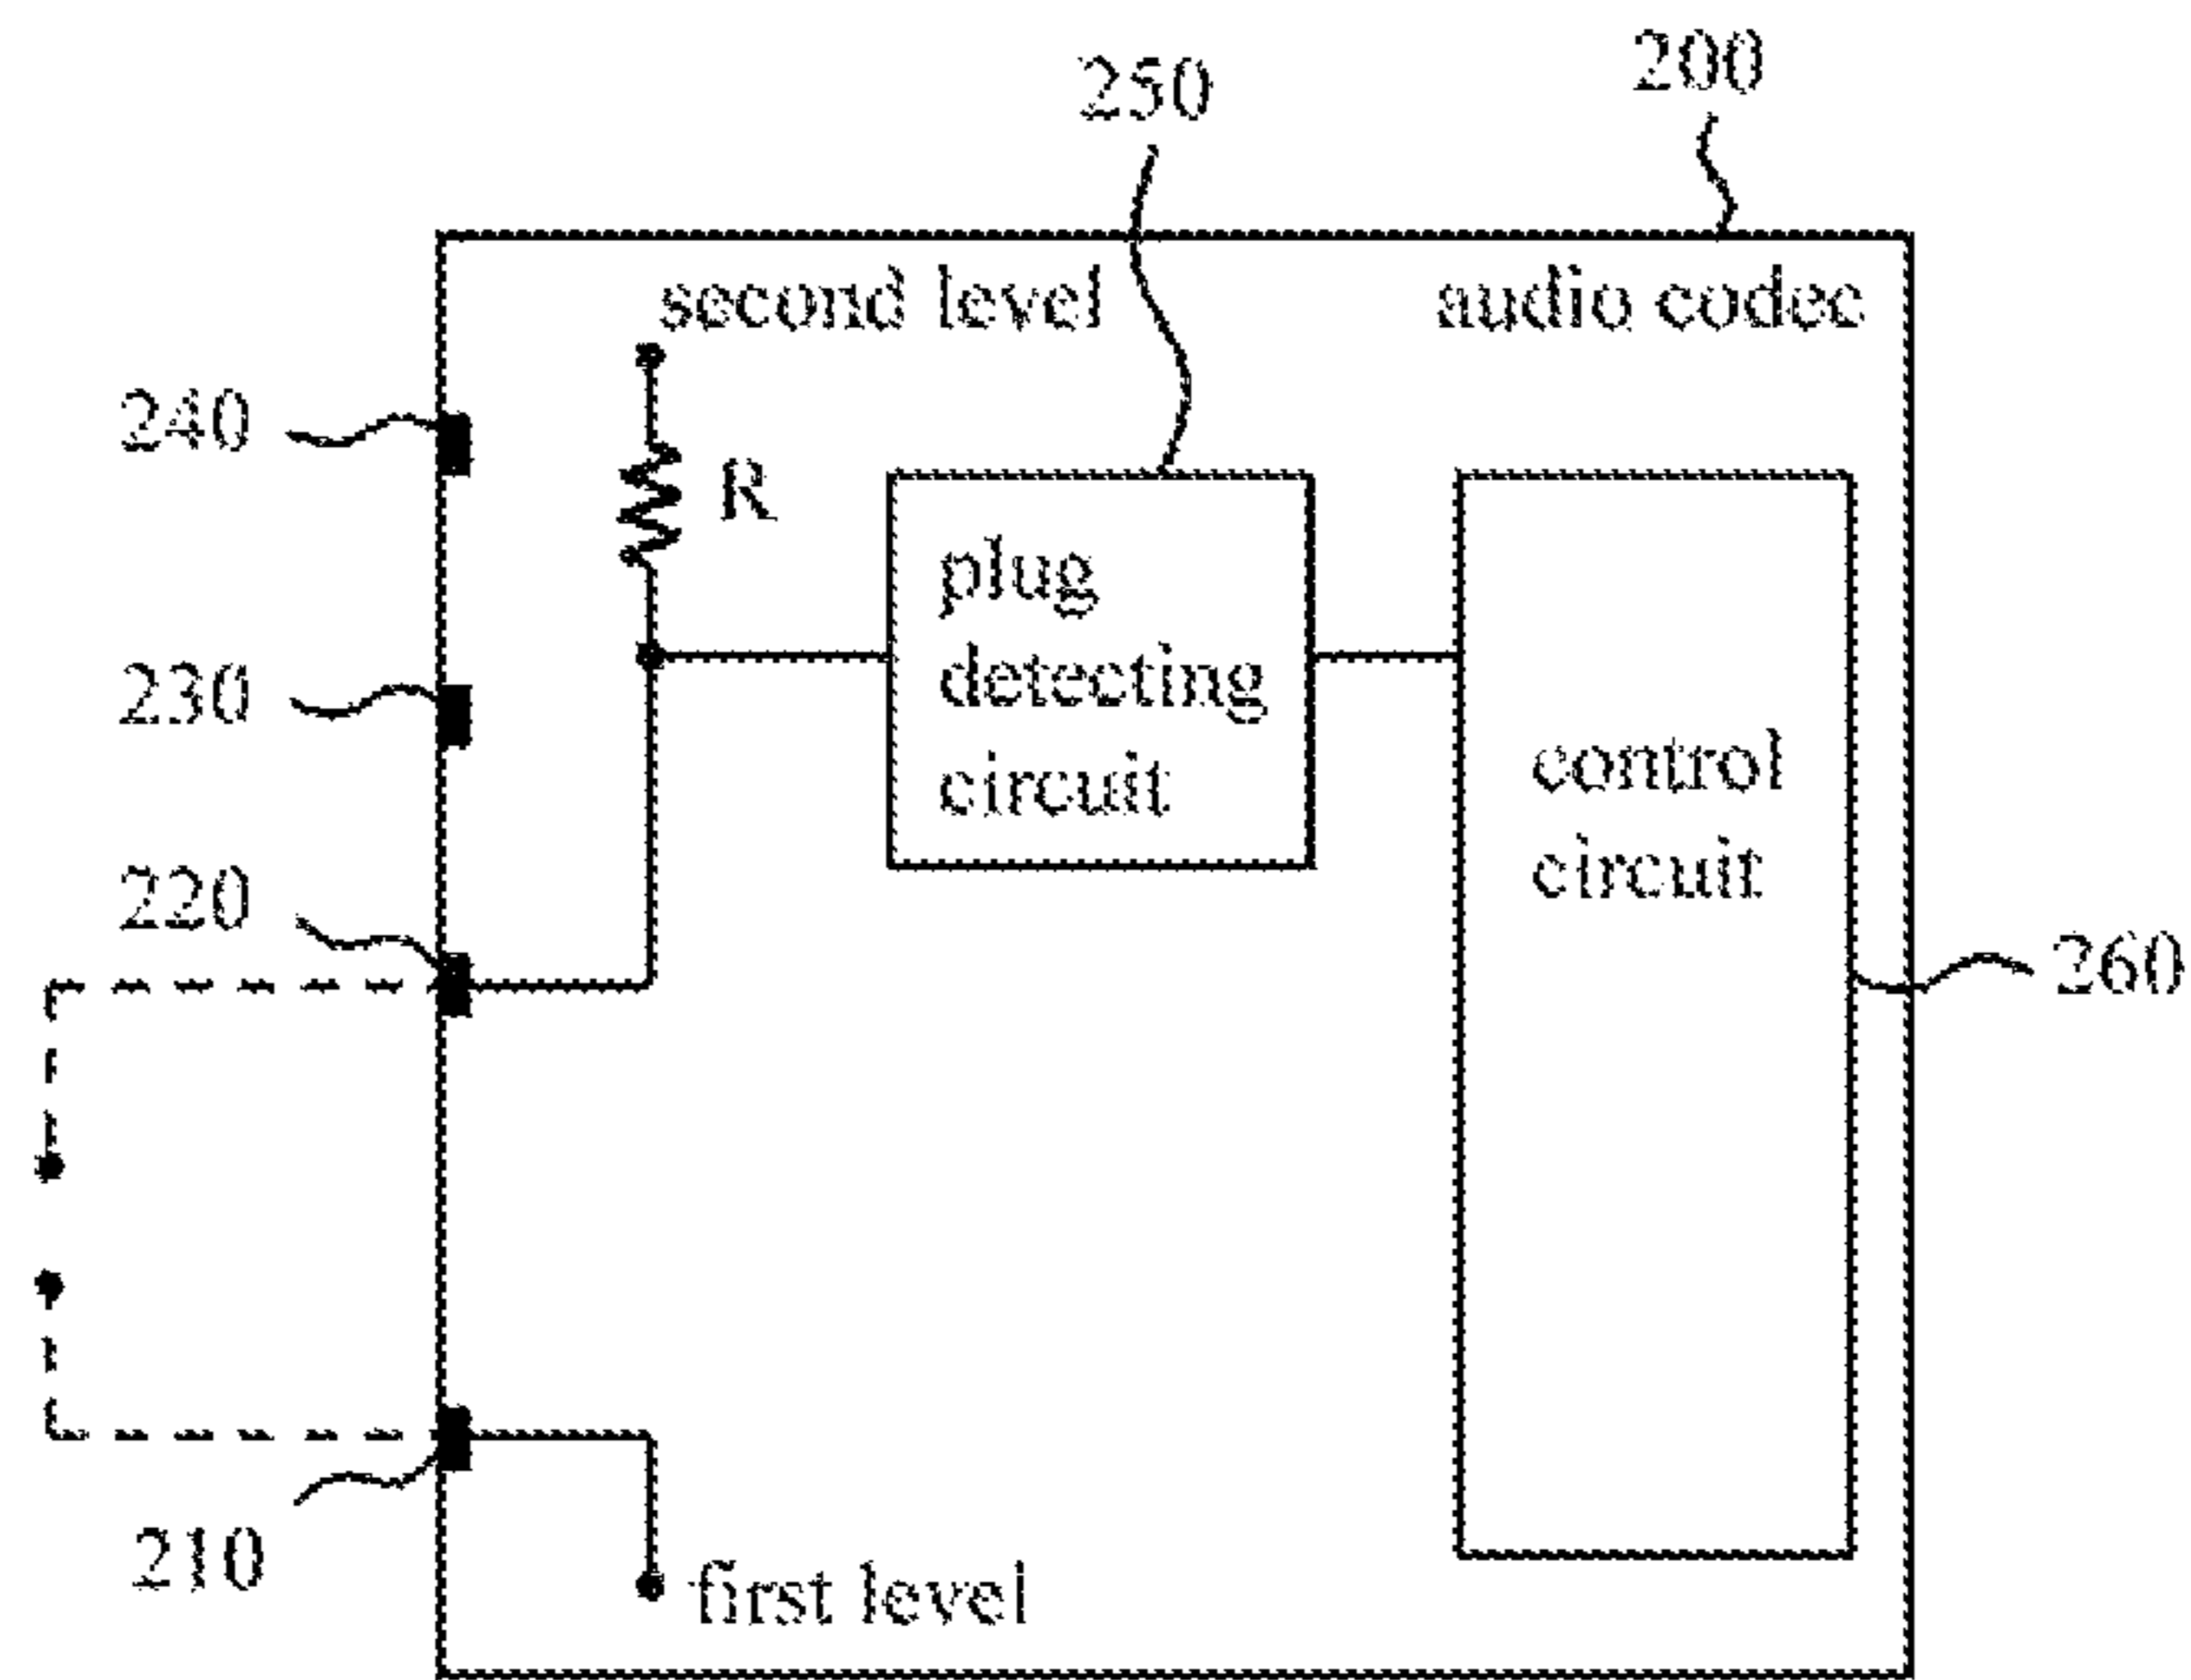 200
250
second level
audio codec
240
R
plug
detecting
circuit
230
control
circuit
220
260
210
first level